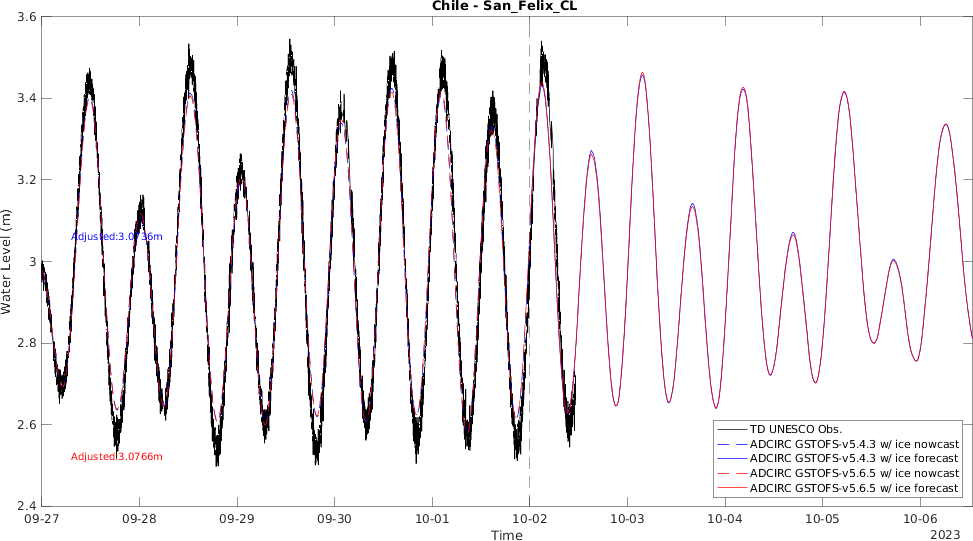 Chile - San_Felix_CL
3.6
3.4
3.2
3
2.8
2.6
2.4
Water Level (m)
Adjusted:3.0736m
Adjusted:3.0766m
TD UNESCO Obs.
ADCIRC GSTOFS-v5.4.3 w/ ice nowcast
ADCIRC GSTOFS-v5.4.3 w/ ice forecast
ADCIRC GSTOFS-v5.6.5 w/ ice nowcast
ADCIRC GSTOFS-v5.6.5 w/ ice forecast
09-27 09-28 09-29 09-30 10-01 10-02 10-03 10-04 10-05 10-06
Time
2023